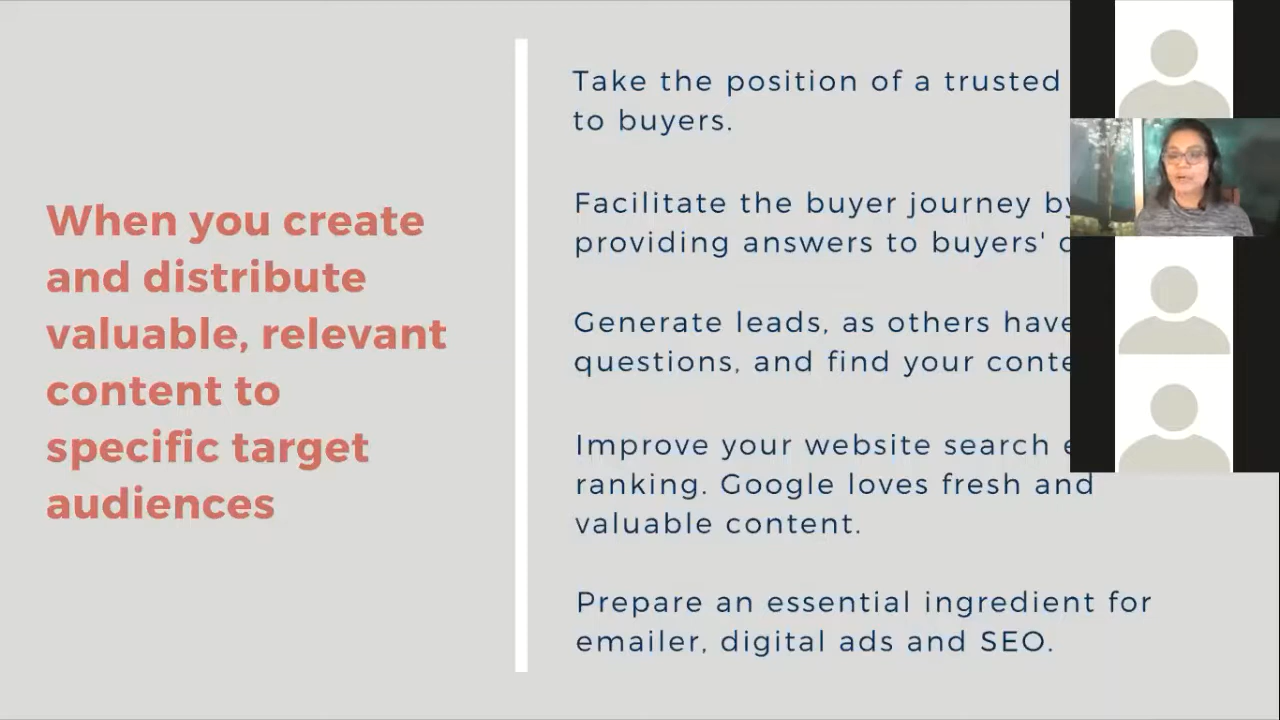 When you create
and distribute
valuable, relevant
content to
specific target
audiences
Take the position of a trusted
to buyers.
Facilitate the buyer journey by
providing answers to buyers'
Generate leads, as others have
questions, and find your
Improve your website search
ranking. Google loves fresh and
valuable content.
Prepare an essential ingredient for
emailer, digital ads and SEO.